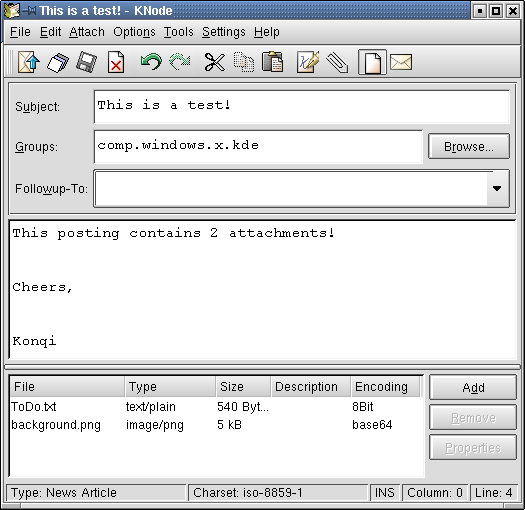 This is a test! - KNode
File Edit Attach Options Tools Settings Help
Subject: This is a test!
Groups: comp.windows.x.kde Browse...
Followup-To:
This posting contains 2 attachments!
Cheers,
Konqi
File Type Size Description Encoding
ToDo.txt text/plain 540 Byt... 8Bit
background.png image/png 5 kB base64
Add
Remove
Properties
Type: News Article Charset: iso-8859-1 INS Column: 0 Line: 4